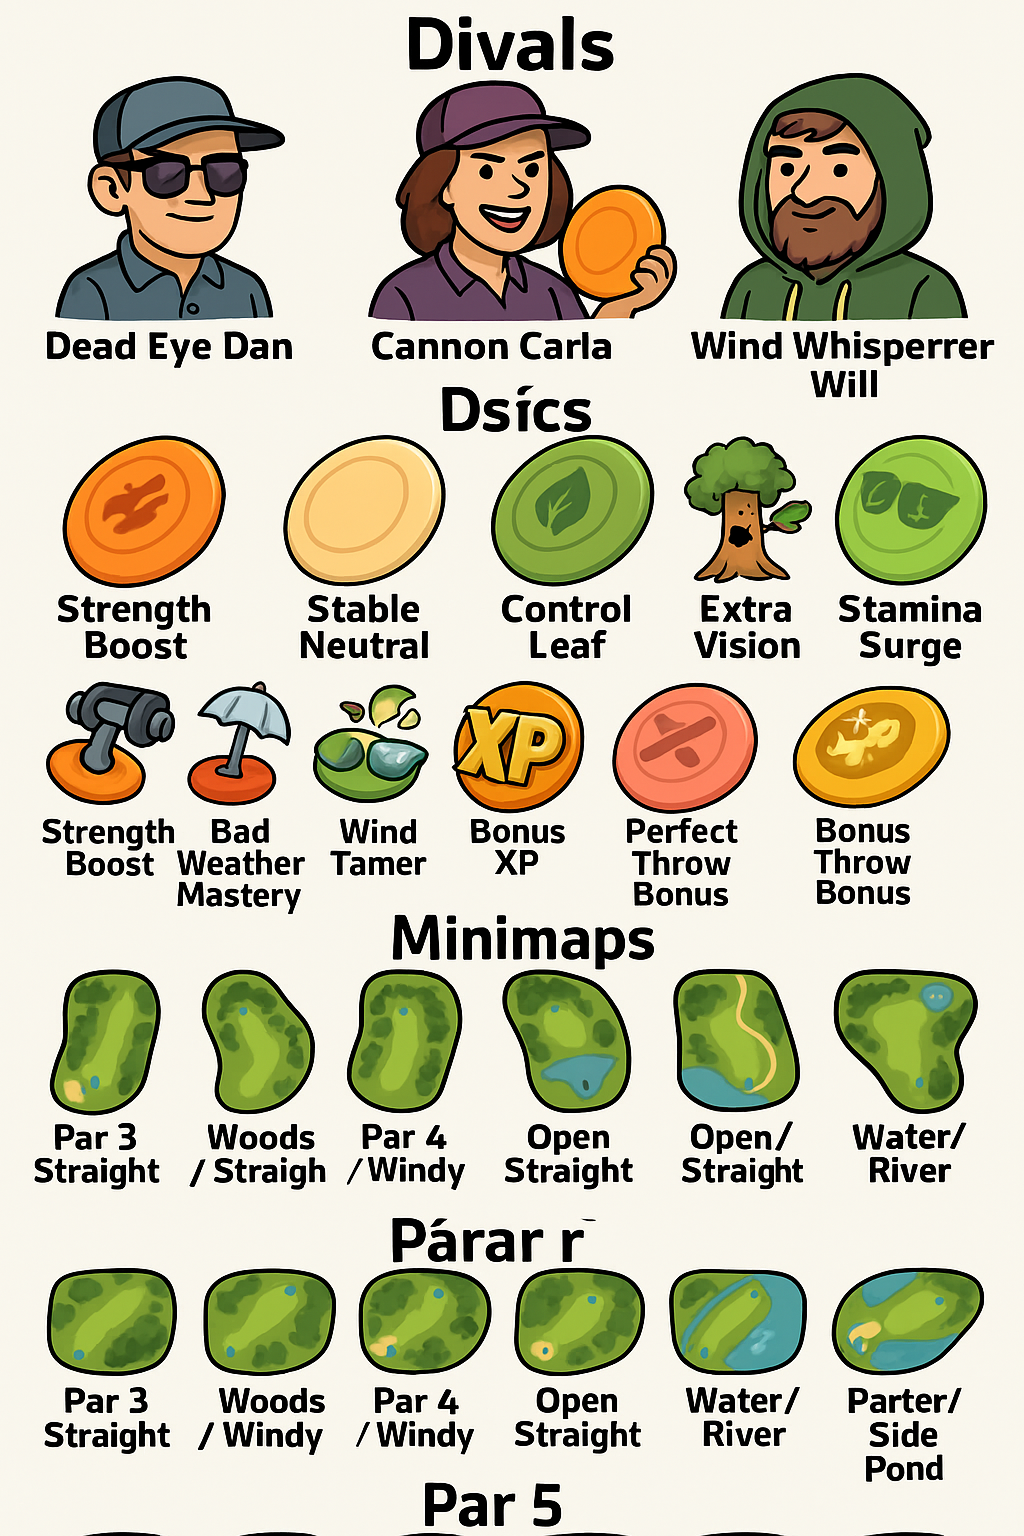 Divals
Dead Eye Dan
Cannon Carla
Wind Whisperrer
Will
Dsícs
Strength
Boost
Stable
Neutral
Control
Leaf
Extra
Vision
Stamina
Surge
XP
Strength
Boost
Bad
Weather
Mastery
Wind
Tamer
Bonus
XP
Perfect
Throw
Bonus
Bonus
Throw
Bonus
Minimaps
Par 3
Straight
Woods
/ Straigh
Par 4
/ Windy
Open
Straight
Open/
Straight
Water/
River
Párar r`
Par 3
Straight
Woods
/ Windy
Par 4
/ Windy
Open
Straight
Water/
River
Parter/
Side
Pond
Par 5